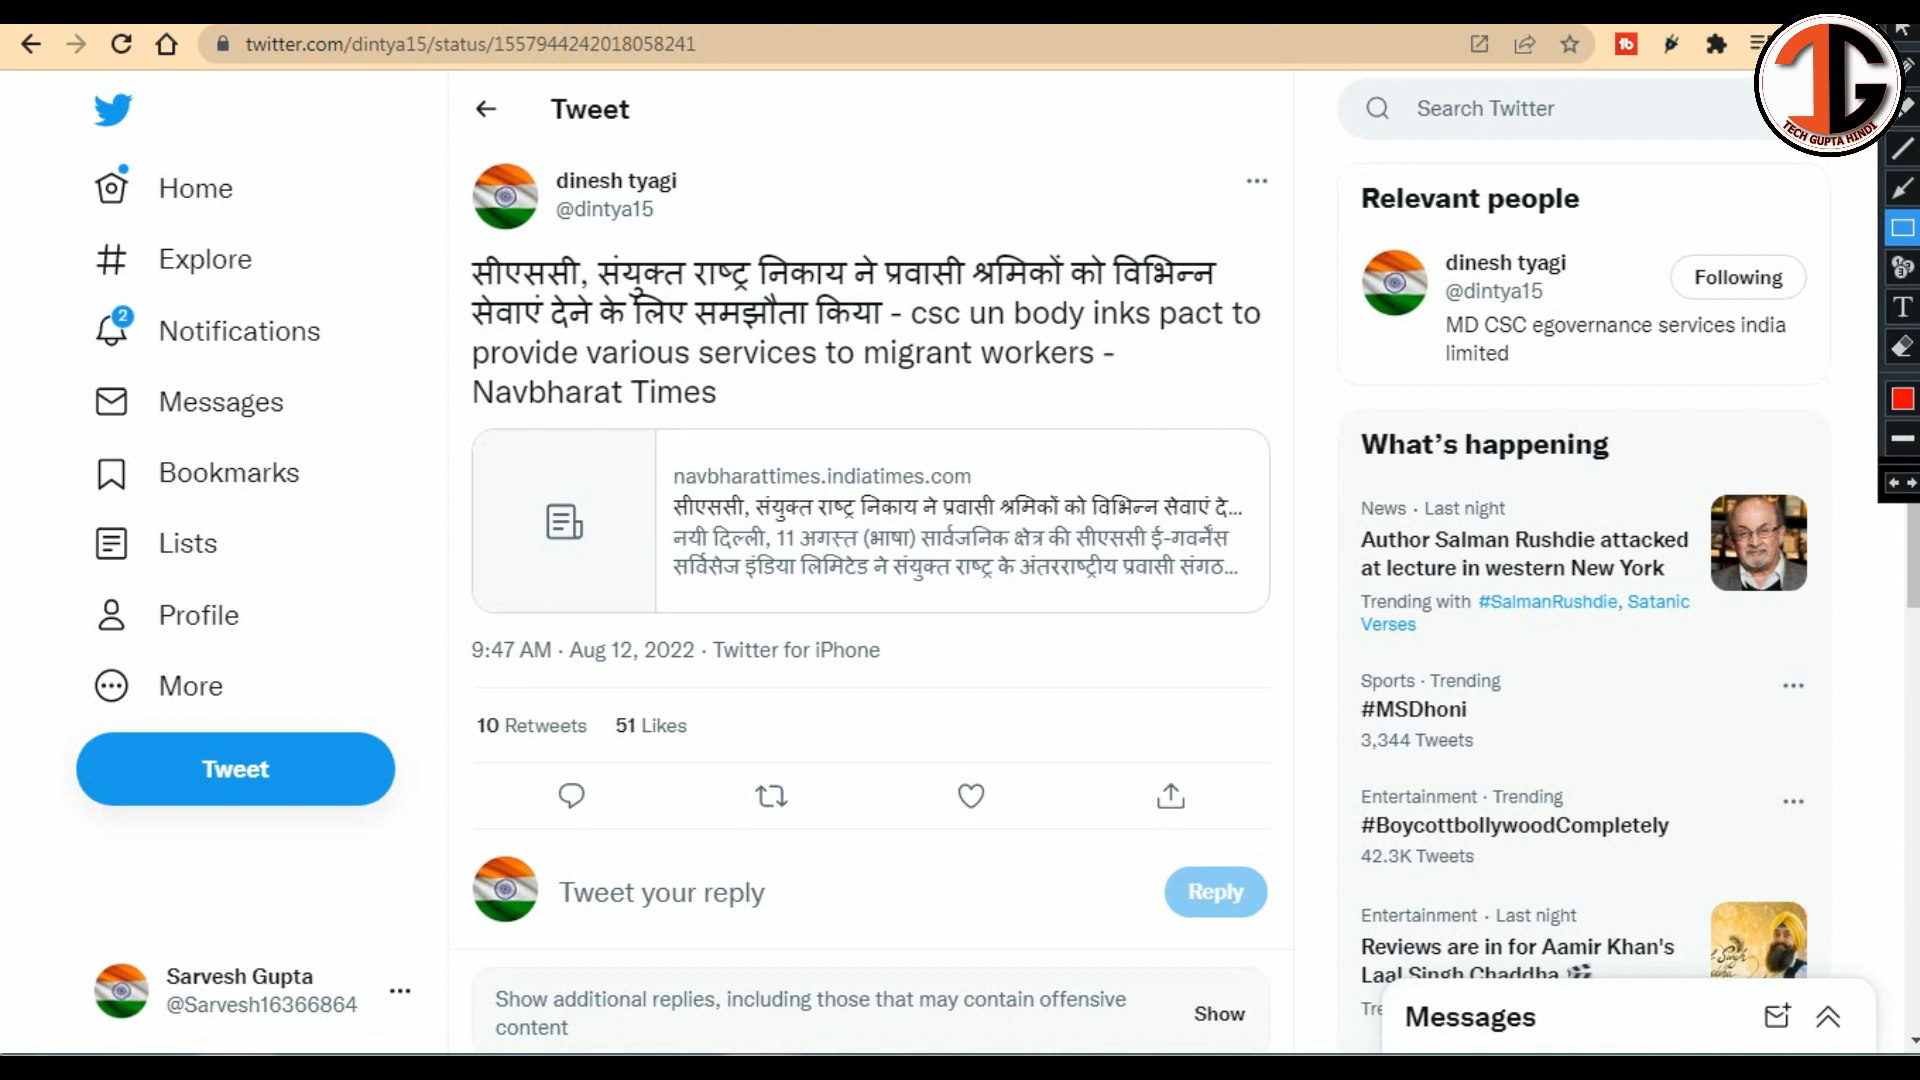 twitter.com/dintya15/status/1557944242018058241
TECH GUPTA HINDI
Home
Explore
2
Notifications
Messages
Bookmarks
Lists
Profile
More
Tweet
Sarvesh Gupta
@Sarvesh16366864
Tweet
dinesh tyagi
@dintya15
सीएससी, संयुक्त राष्ट्र निकाय ने प्रवासी श्रमिकों को विभिन्न
सेवाएं देने के लिए समझौता किया - csc un body inks pact to
provide various services to migrant workers -
Navbharat Times
navbharattimes.indiatimes.com
सीएससी, संयुक्त राष्ट्र निकाय ने प्रवासी श्रमिकों को विभिन्न सेवाएं दे...
नयी दिल्ली, 11 अगस्त (भाषा) सार्वजनिक क्षेत्र की सीएससी ई-गवर्नेंस
सर्विसेज इंडिया लिमिटेड ने संयुक्त राष्ट्र के अंतरराष्ट्रीय प्रवासी संगठ...
9:47 AM · Aug 12, 2022 · Twitter for iPhone
10 Retweets 51 Likes
Tweet your reply
Reply
Show additional replies, including those that may contain offensive
content
Show
Search Twitter
Relevant people
dinesh tyagi
@dintya15
Following
MD CSC egovernance services india
limited
What’s happening
News · Last night
Author Salman Rushdie attacked
at lecture in western New York
Trending with #SalmanRushdie, Satanic
Verses
Sports · Trending
#MSDhoni
3,344 Tweets
Entertainment · Trending
#BoycottbollywoodCompletely
42.3K Tweets
Entertainment · Last night
Reviews are in for Aamir Khan's
Laal Singh Chaddha
Messages